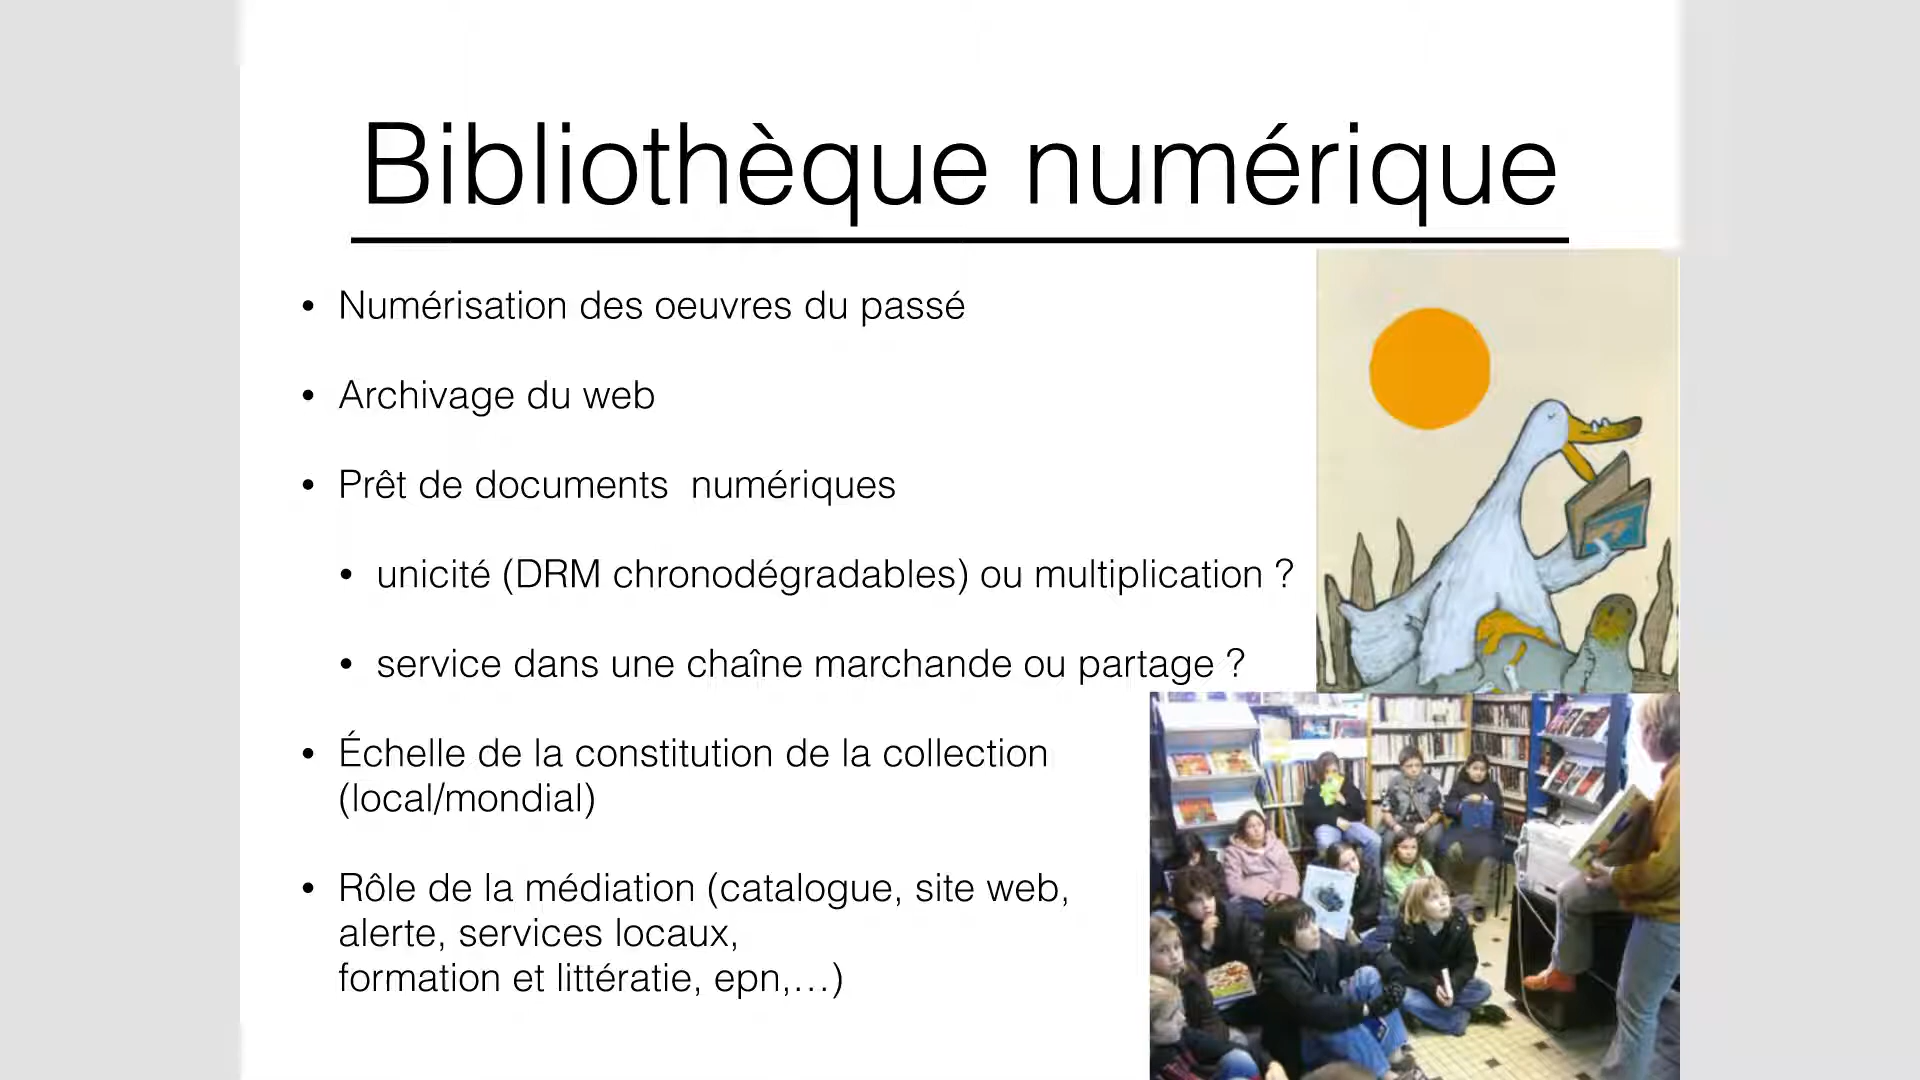 Bibliothèque numérique
• Numérisation des oeuvres du passé
• Archivage du web
• Prêt de documents  numériques
• unicité (DRM chronodégradables) ou multiplication ?
• service dans une chaîne marchande ou partage ?
• Échelle de la constitution de la collection
(local/mondial)
• Rôle de la médiation (catalogue, site web,
alerte, services locaux,
formation et littératie, epn,…)